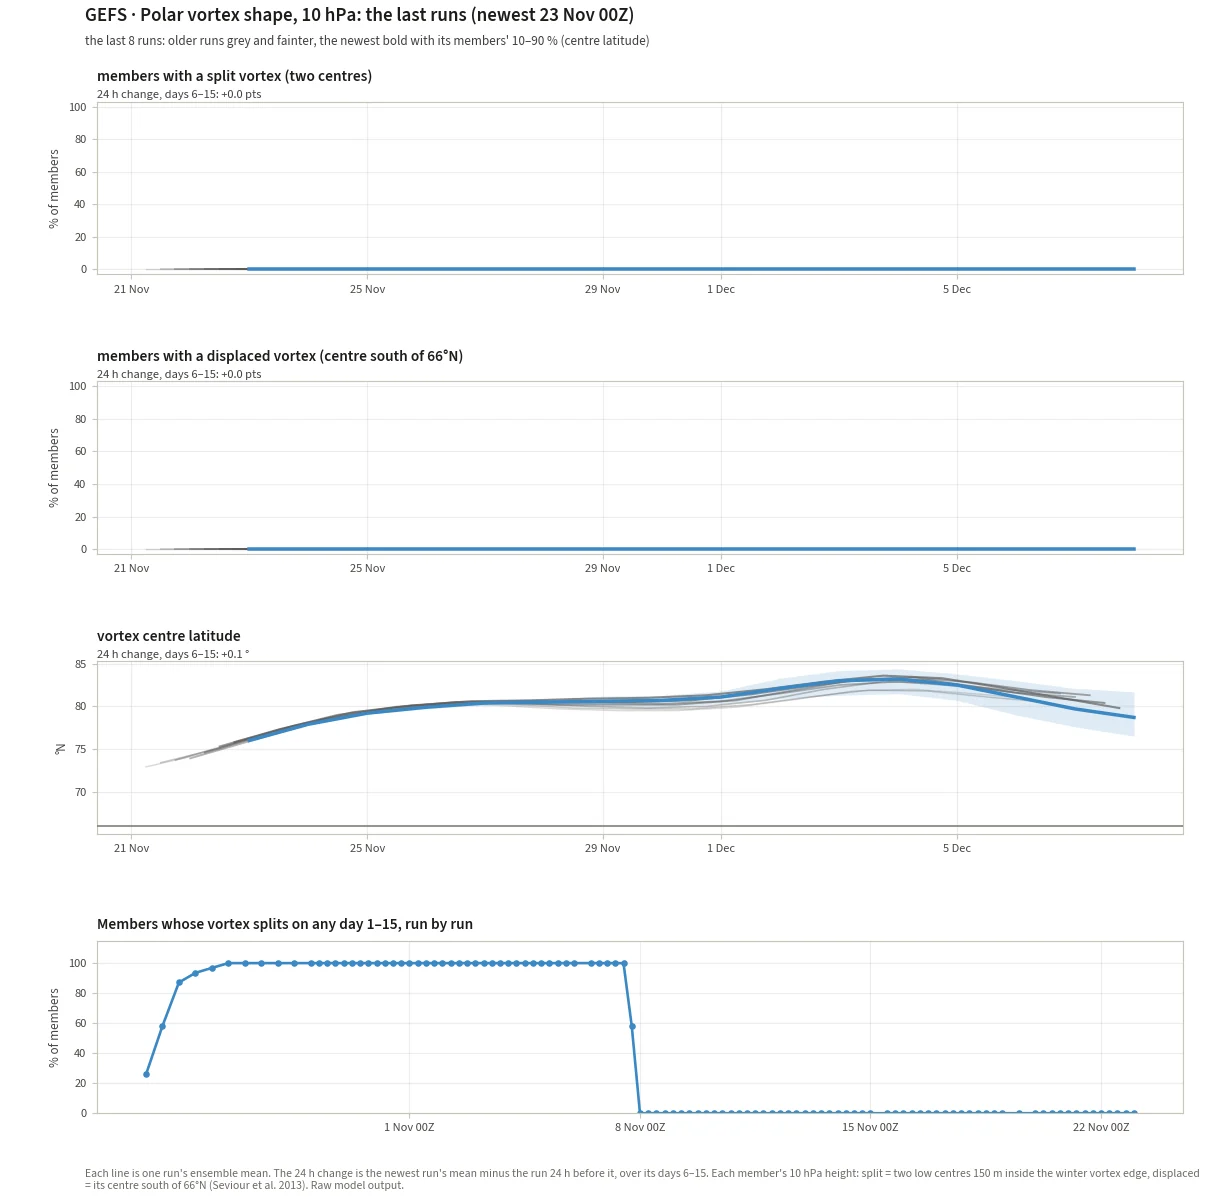 GEFS · Polar vortex shape, 10 hPa: the last runs (newest 23 Nov 00Z)
the last 8 runs: older runs grey and fainter, the newest bold with its members' 10–90 % (centre latitude)
members with a split vortex (two centres)
24 h change, days 6–15: +0.0 pts
100
80
60
40
20
0
% of members
21 Nov 25 Nov 29 Nov 1 Dec 5 Dec
members with a displaced vortex (centre south of 66°N)
24 h change, days 6–15: +0.0 pts
100
80
60
40
20
0
% of members
21 Nov 25 Nov 29 Nov 1 Dec 5 Dec
vortex centre latitude
24 h change, days 6–15: +0.1 °
85
80
75
70
°N
21 Nov 25 Nov 29 Nov 1 Dec 5 Dec
Members whose vortex splits on any day 1–15, run by run
100
80
60
40
20
0
% of members
1 Nov 00Z 8 Nov 00Z 15 Nov 00Z 22 Nov 00Z
Each line is one run's ensemble mean. The 24 h change is the newest run's mean minus the run 24 h before it, over its days 6–15. Each member's 10 hPa height: split = two low centres 150 m inside the winter vortex edge, displaced
= its centre south of 66°N (Seviour et al. 2013). Raw model output.